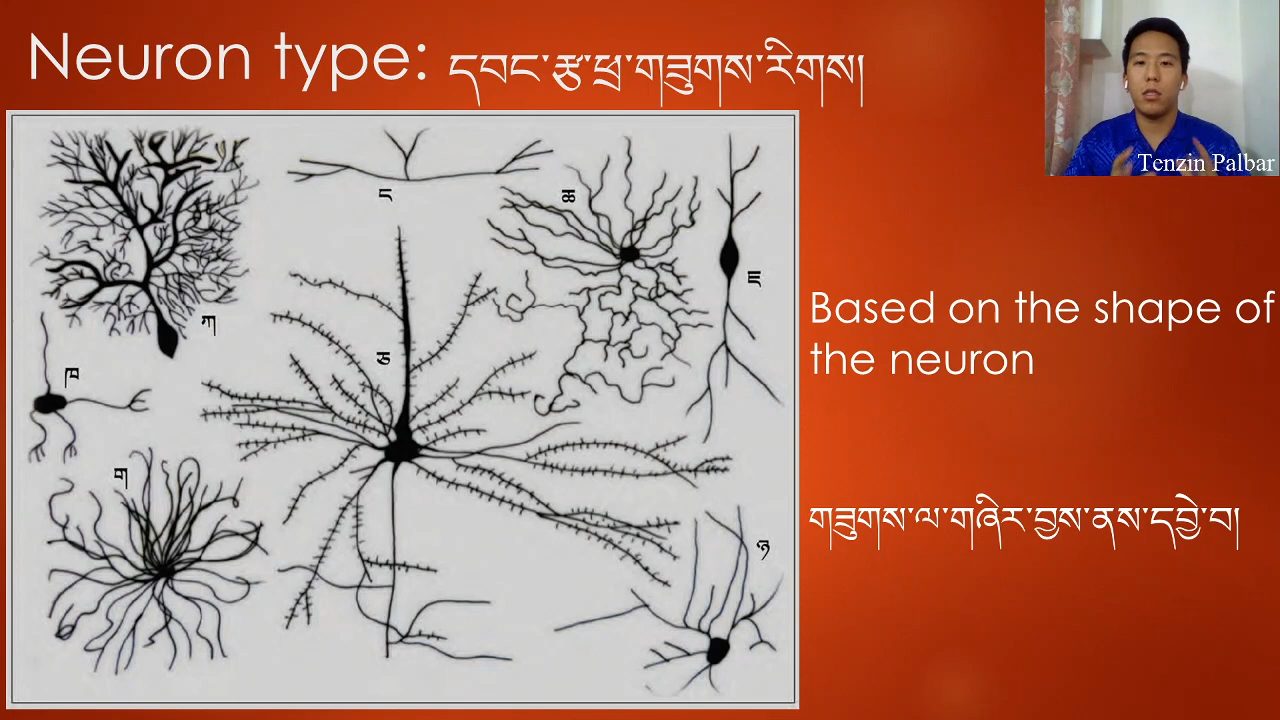 Neuron type: དབང་རྩ་ཕྲ་གཟུགས་རིགས།
Tenzin Palbar
ང
ཆ
ཇ
ཀ
ཁ
ཅ
ག
ཉ
Based on the shape of
the neuron
གཟུགས་ལ་གཞིར་བྱས་ནས་དབྱེ་བ།